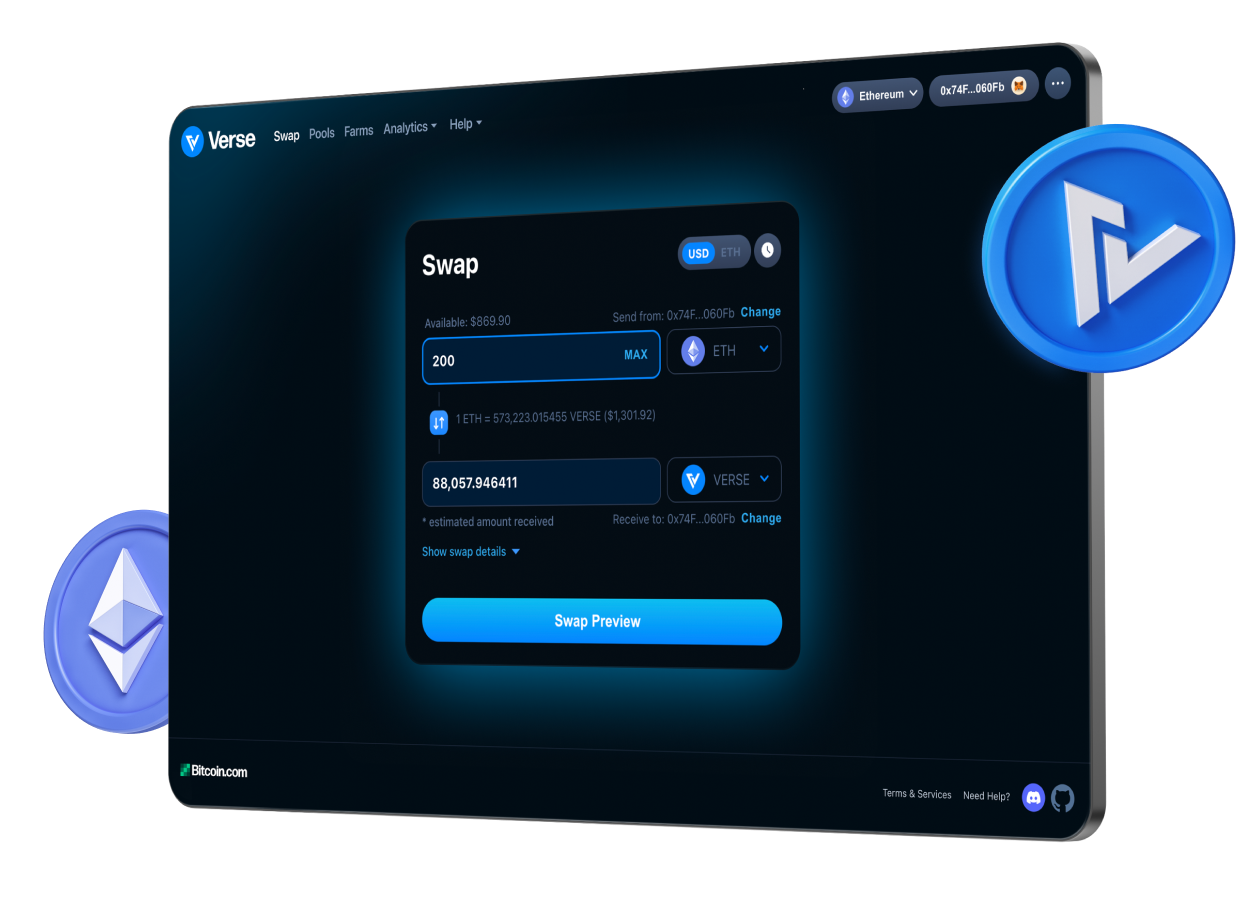 Verse
Swap Pools Farms Analytics Help
Ethereum
0x74F...060Fb
Swap
USD ETH
Available: $869.90
Send from: 0x74F...060Fb Change
200 MAX
ETH
1 ETH = 573,223.015455 VERSE ($1,301.92)
88,057.946411
VERSE
* estimated amount received
Receive to: 0x74F...060Fb Change
Show swap details
Swap Preview
Bitcoin.com
Terms & Services Need Help?